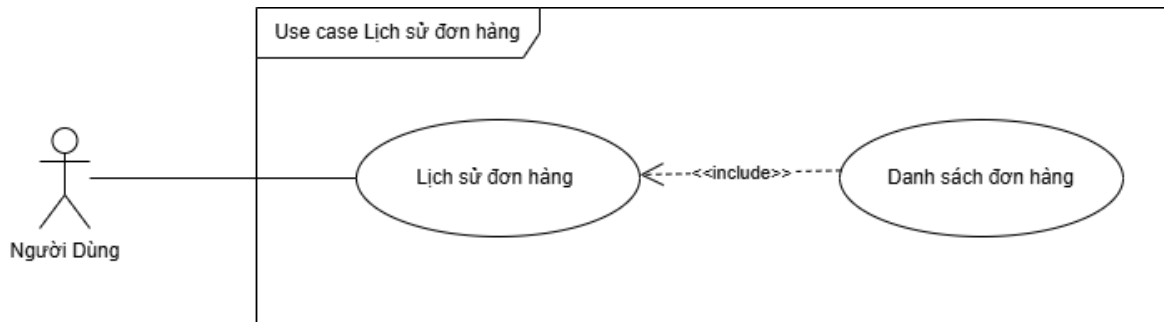 Use case Lịch sử đơn hàng
Lịch sử đơn hàng
<<include>>
Danh sách đơn hàng
Người Dùng